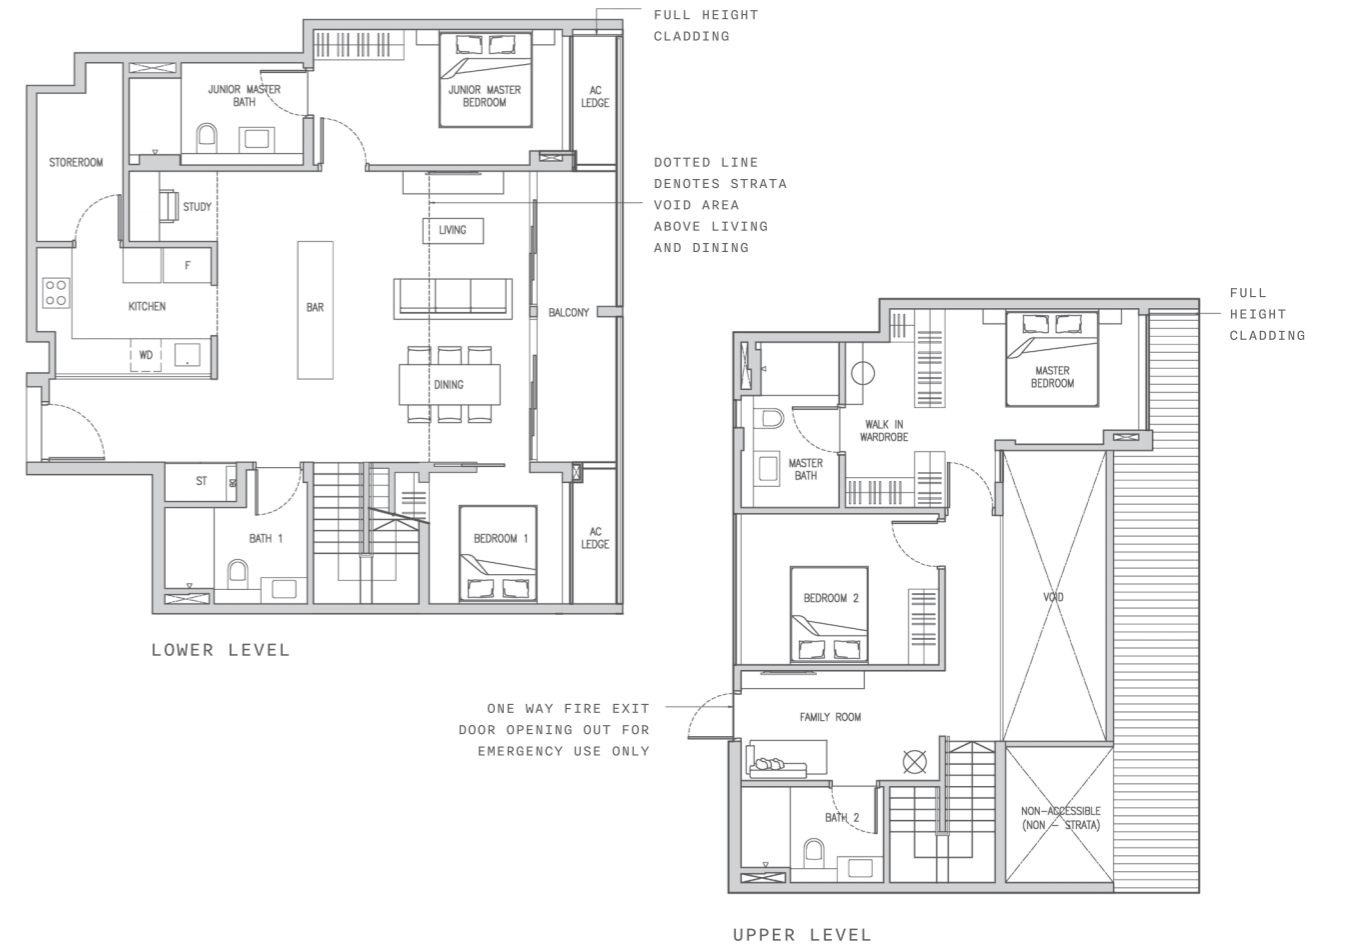 FULL HEIGHT
CLADDING
JUNIOR MASTER
BATH
JUNIOR MASTER
BEDROOM
AC
LEDGE
STOREROOM
DOTTED LINE
DENOTES STRATA
VOID AREA
ABOVE LIVING
AND DINING
STUDY
LIVING
F
KITCHEN
BAR
BALCONY
WD
DINING
ST
DB
BATH 1
BEDROOM 1
AC
LEDGE
LOWER LEVEL
FULL
HEIGHT
CLADDING
MASTER
BEDROOM
WALK IN
WARDROBE
MASTER
BATH
BEDROOM 2
VOID
ONE WAY FIRE EXIT
DOOR OPENING OUT FOR
EMERGENCY USE ONLY
FAMILY ROOM
NON-ACCESSIBLE
(NON - STRATA)
BATH 2
UPPER LEVEL